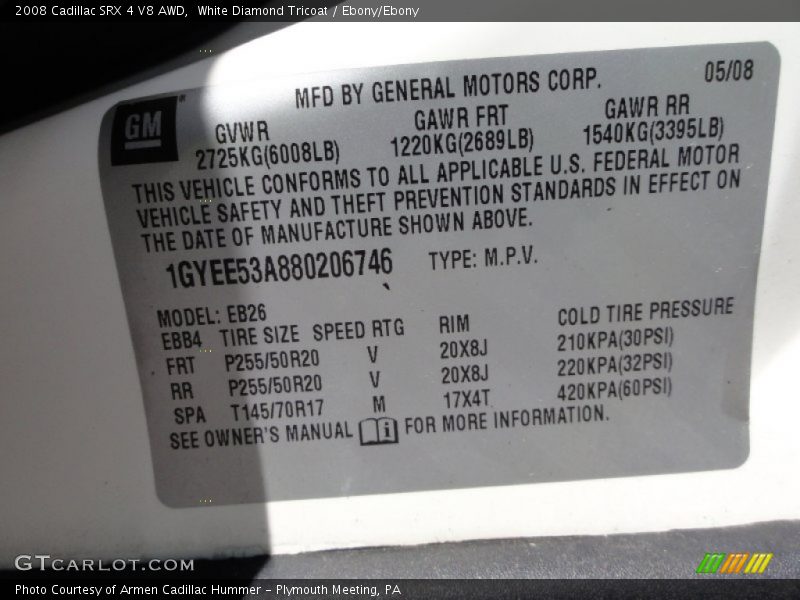 2008 Cadillac SRX 4 V8 AWD,  White Diamond Tricoat / Ebony/Ebony
MFD BY GENERAL MOTORS CORP. 05/08
GM®
GVWR GAWR FRT GAWR RR
2725KG(6008LB) 1220KG(2689LB) 1540KG(3395LB)
THIS VEHICLE CONFORMS TO ALL APPLICABLE U.S. FEDERAL MOTOR
VEHICLE SAFETY AND THEFT PREVENTION STANDARDS IN EFFECT ON
THE DATE OF MANUFACTURE SHOWN ABOVE.
1GYEE53A880206746 TYPE: M.P.V.
MODEL: EB26
EBB4 TIRE SIZE SPEED RTG RIM COLD TIRE PRESSURE
FRT P255/50R20 V 20X8J 210KPA(30PSI)
RR P255/50R20 V 20X8J 220KPA(32PSI)
SPA T145/70R17 M 17X4T 420KPA(60PSI)
SEE OWNER'S MANUAL i FOR MORE INFORMATION.
GTCARLOT.COM
Photo Courtesy of Armen Cadillac Hummer - Plymouth Meeting, PA